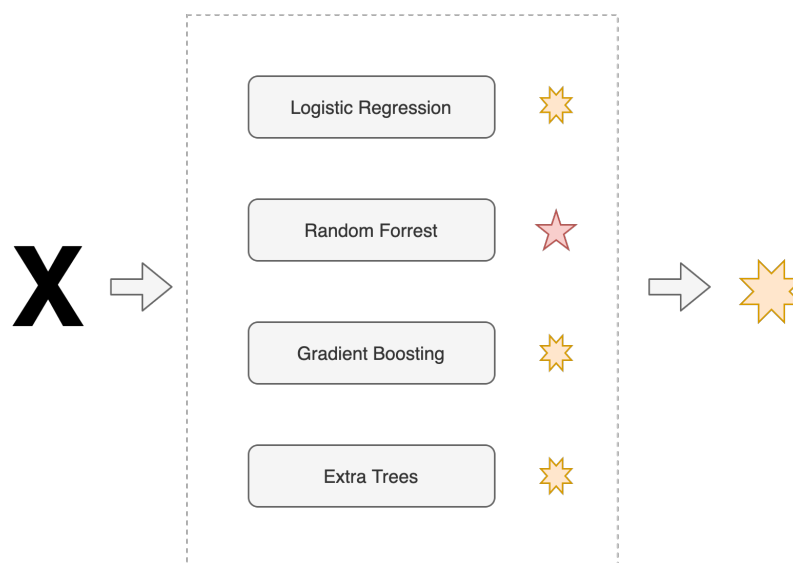 Logistic Regression
Random Forrest
X
Gradient Boosting
Extra Trees